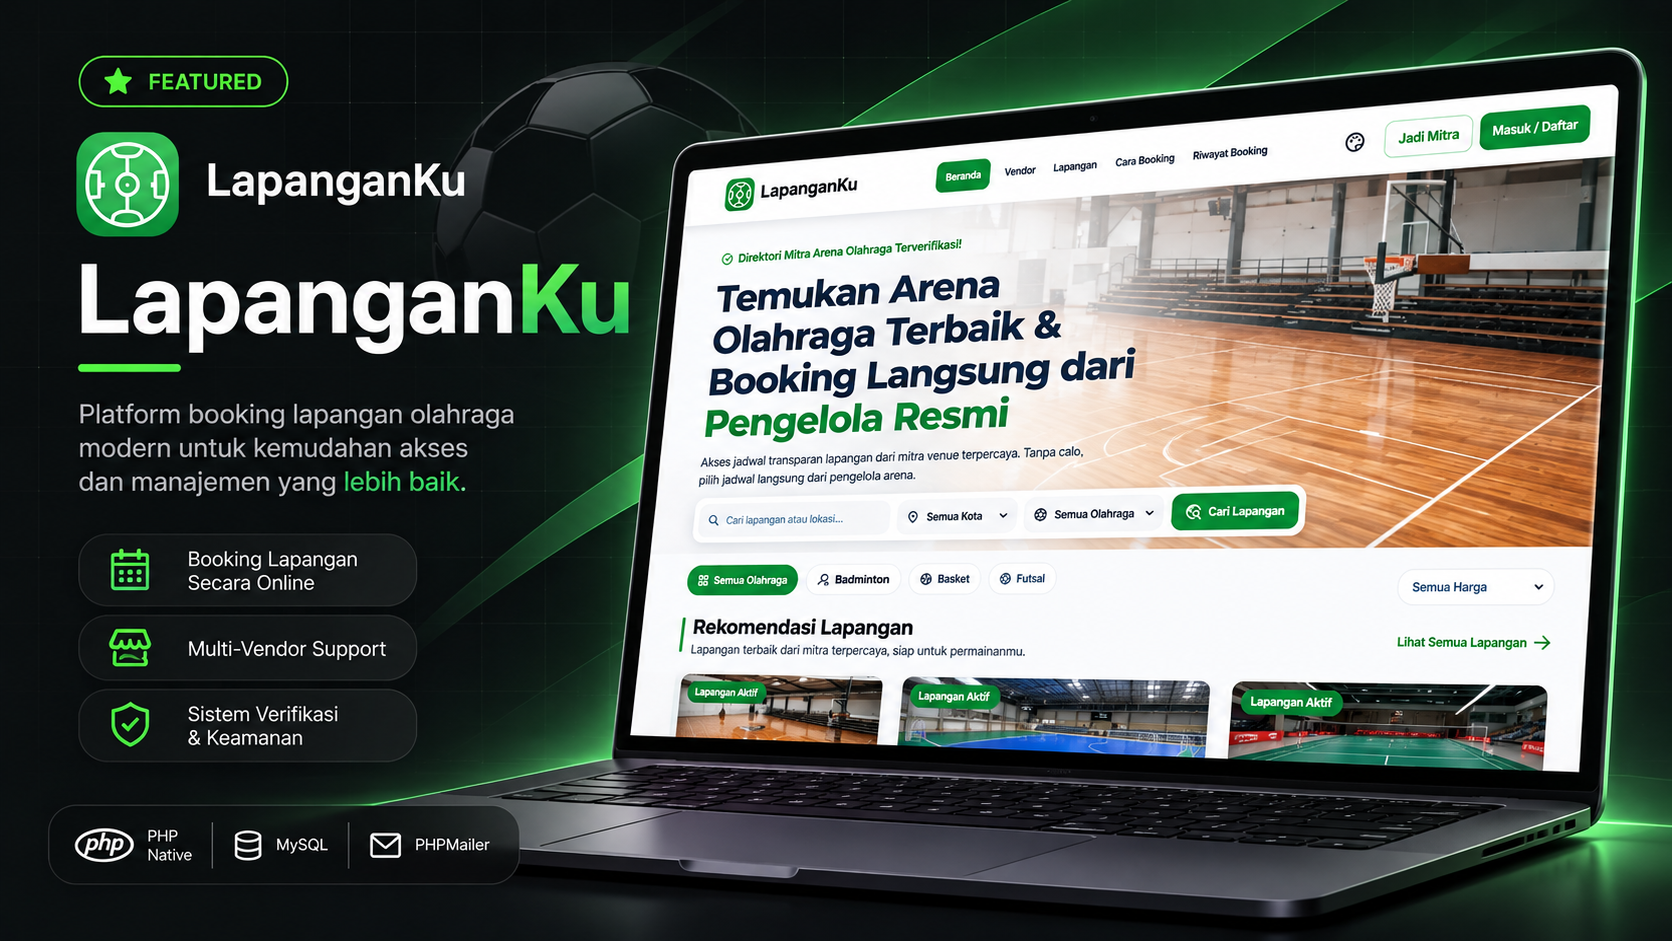 FEATURED
LapanganKu
LapanganKu
Platform booking lapangan olahraga
modern untuk kemudahan akses
dan manajemen yang lebih baik.
Booking Lapangan
Secara Online
Multi-Vendor Support
Sistem Verifikasi
& Keamanan
php
PHP
Native
MySQL
PHPMailer
LapanganKu
Beranda
Vendor
Lapangan
Cara Booking
Riwayat Booking
Jadi Mitra
Masuk / Daftar
Direktori Mitra Arena Olahraga Terverifikasi!
Temukan Arena
Olahraga Terbaik &
Booking Langsung dari
Pengelola Resmi
Akses jadwal transparan lapangan dari mitra venue terpercaya. Tanpa calo,
pilih jadwal langsung dari pengelola arena.
Cari lapangan atau lokasi...
Semua Kota
Semua Olahraga
Cari Lapangan
Semua Olahraga
Badminton
Basket
Futsal
Semua Harga
Rekomendasi Lapangan
Lapangan terbaik dari mitra terpercaya, siap untuk permainanmu.
Lihat Semua Lapangan
Lapangan Aktif
Lapangan Aktif
Lapangan Aktif